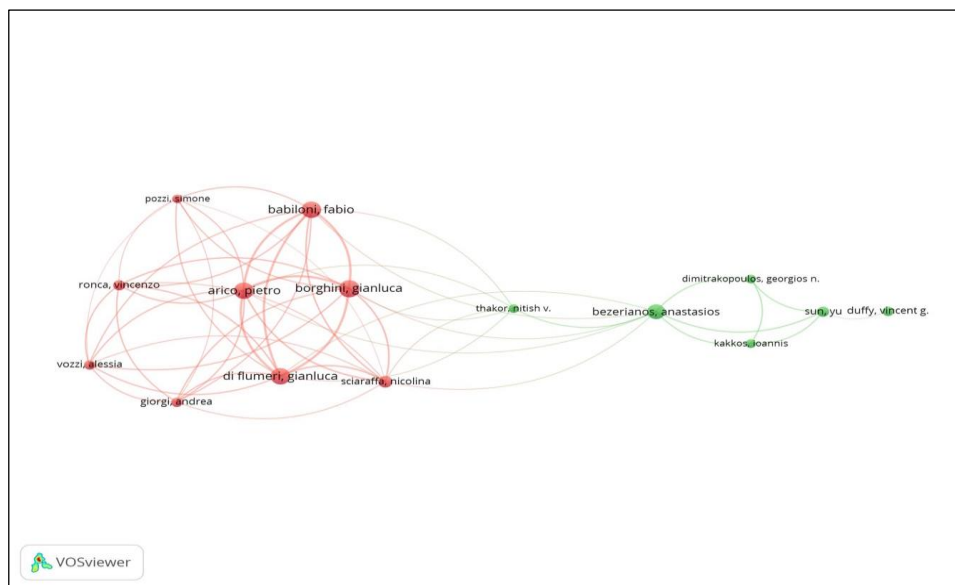 pozzi, simone
babiloni, fabio
ronca, vincenzo
arico, pietro
borghini, gianluca
vozzi, alessia
di flumeri, gianluca
sciaraffa, nicolina
giorgi, andrea
thakor, nitish v.
bezerianos, anastasios
dimitrakopoulos, georgios n.
sun, yu
duffy, vincent g.
kakkos, ioannis
VOSviewer